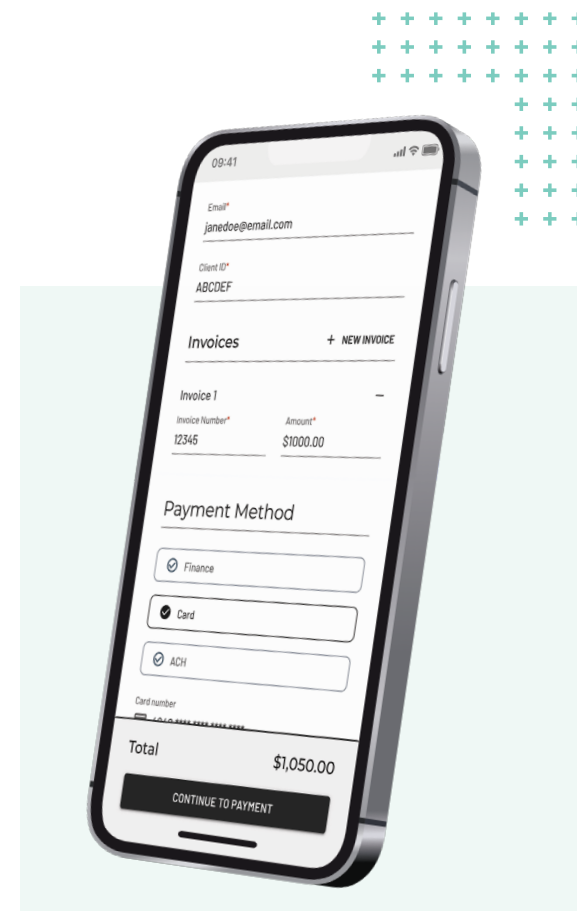 09:41
Email*
janedoe@email.com
Client ID*
ABCDEF
Invoices + NEW INVOICE
Invoice 1 −
Invoice Number* Amount*
12345 $1000.00
Payment Method
Finance
Card
ACH
Card number
Total $1,050.00
CONTINUE TO PAYMENT